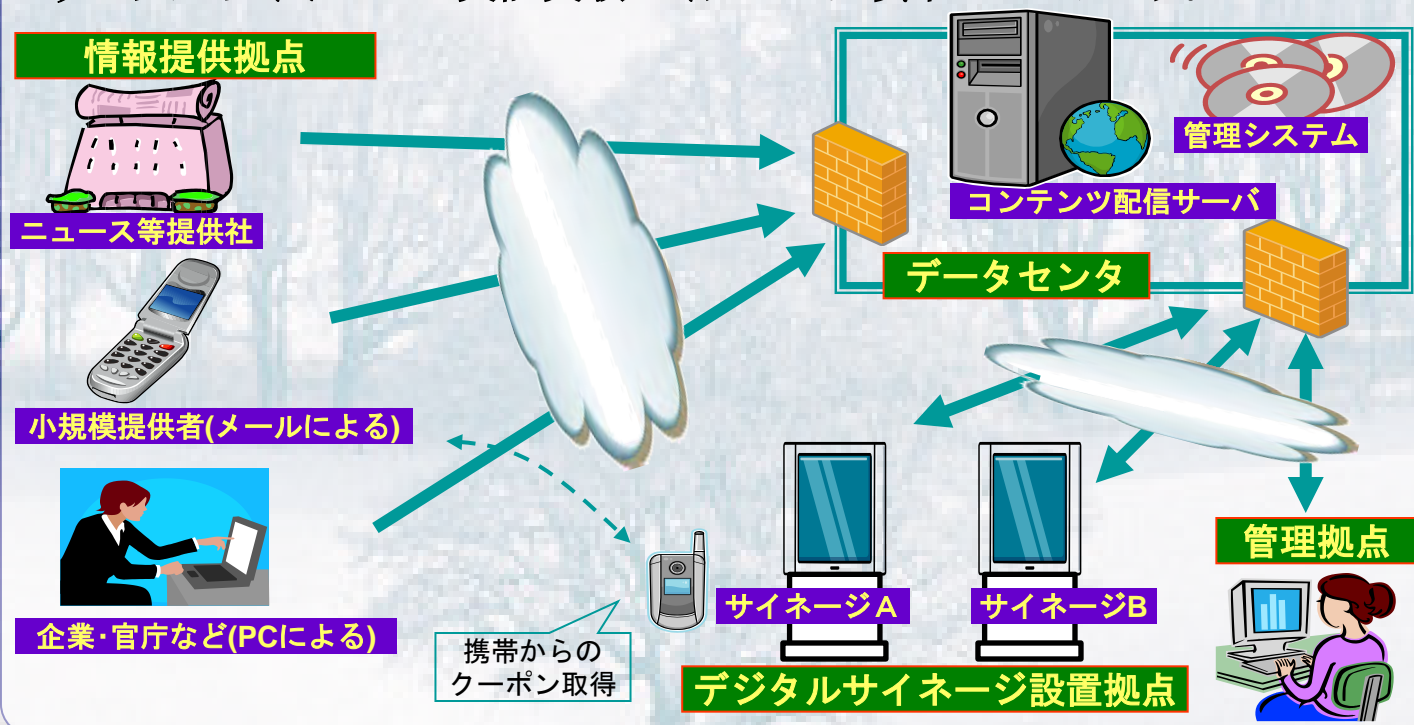 情報提供拠点
ニュース等提供社
小規模提供者(メールによる)
企業・官庁など(PCによる)
携帯からの
クーポン取得
管理システム
コンテンツ配信サーバ
データセンタ
サイネージA
サイネージB
デジタルサイネージ設置拠点
管理拠点